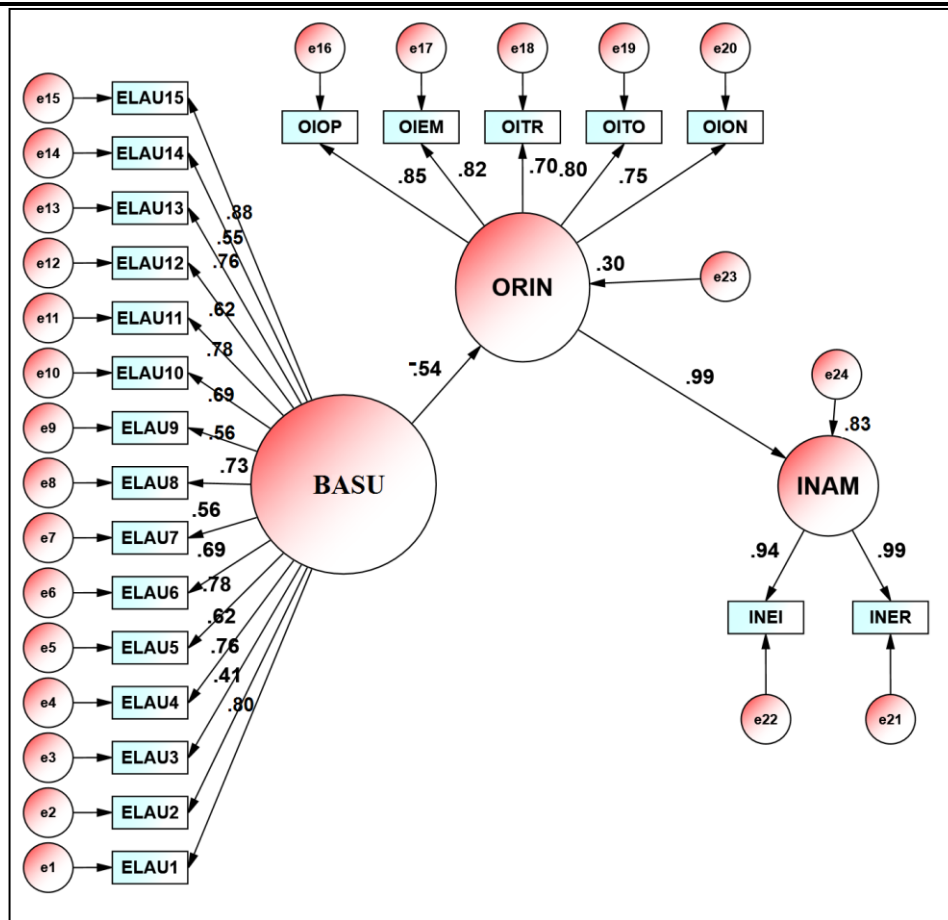 e16 e17 e18 e19 e20
OIOP OIEM OITR OITO OION
.85 .82 .70 .80 .75
e15 ELAU15
e14 ELAU14
e13 ELAU13
e12 ELAU12
e11 ELAU11
e10 ELAU10
e9 ELAU9
e8 ELAU8
e7 ELAU7
e6 ELAU6
e5 ELAU5
e4 ELAU4
e3 ELAU3
e2 ELAU2
e1 ELAU1
.88
.55
.76
.62
.78
.69
.56
.73
.56
.69
.78
.62
.76
.41
.80
BASU
-.54
ORIN
.30
e23
.99
e24
.83
INAM
.94 .99
INEI INER
e22 e21